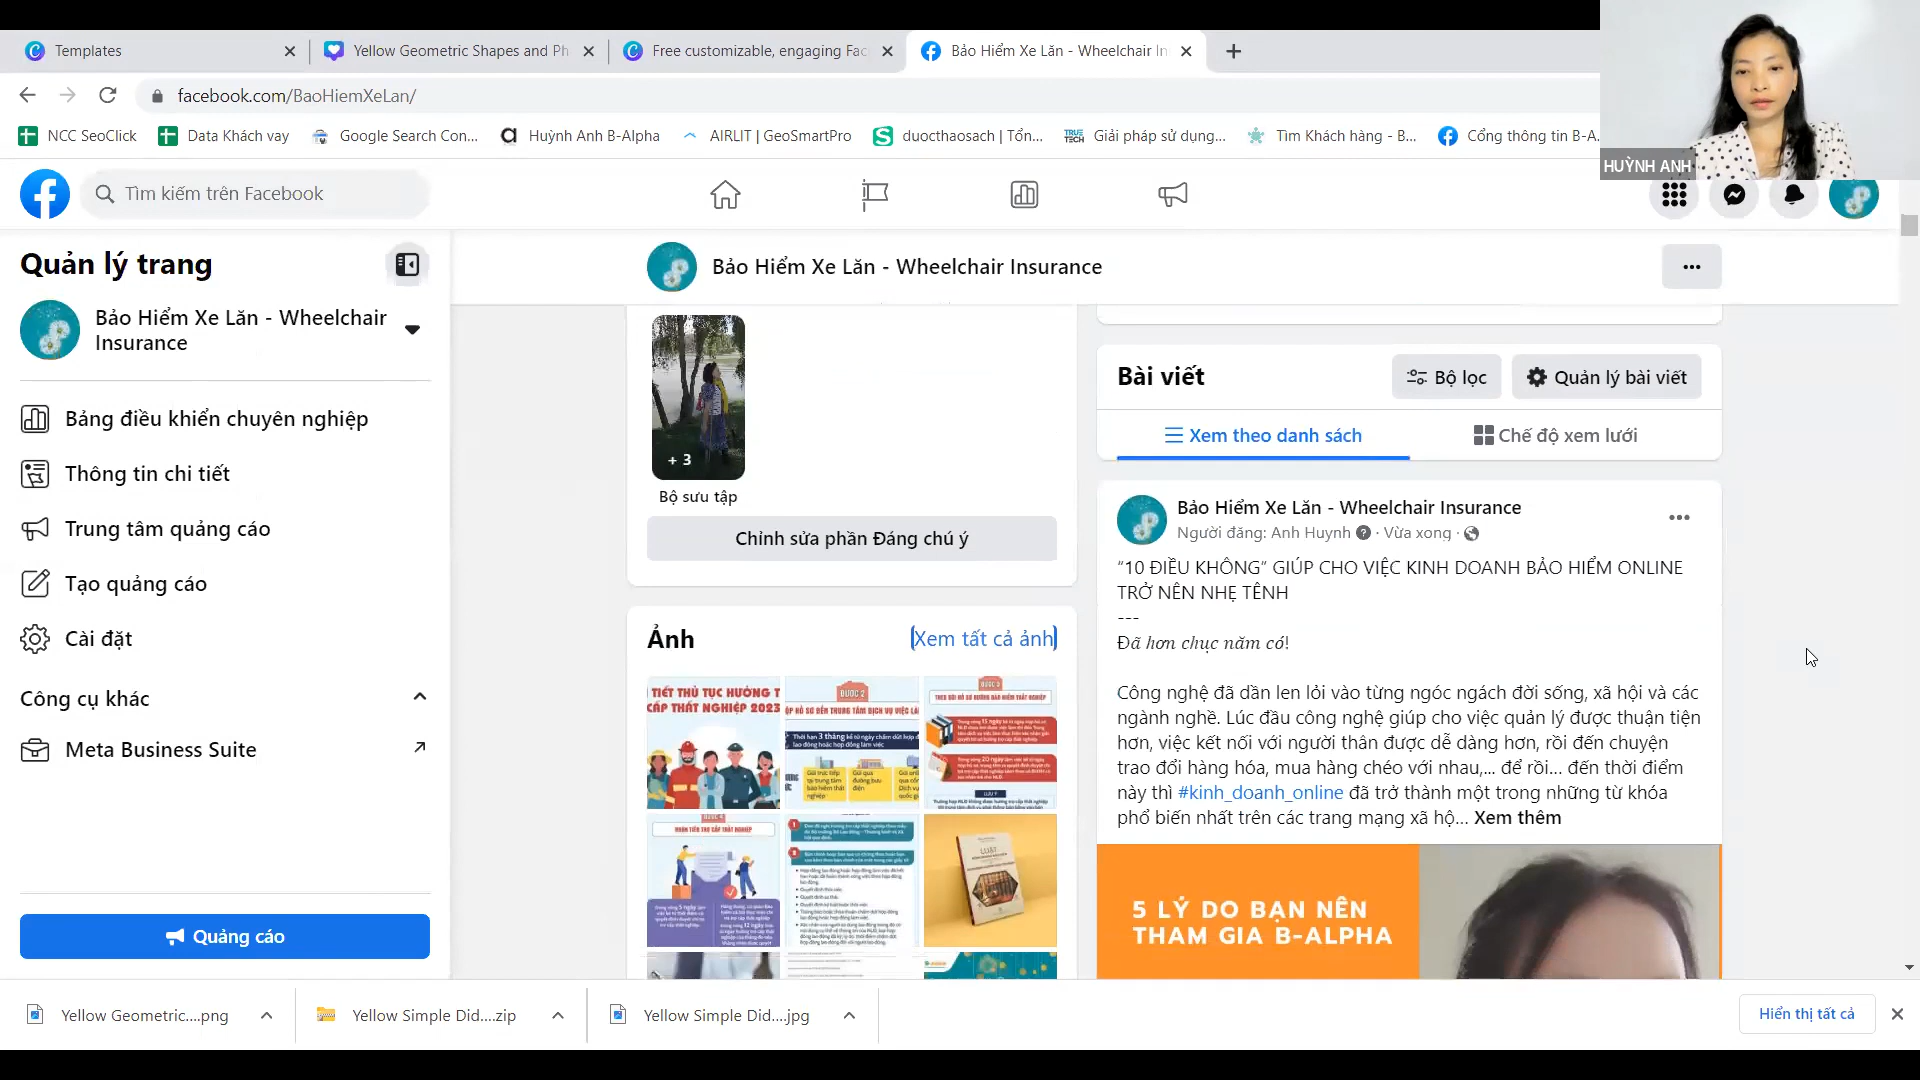 Templates
Yellow Geometric Shapes and Ph
Free customizable, engaging Fac
Bảo Hiểm Xe Lăn - Wheelchair In
facebook.com/BaoHiemXeLan/
NCC SeoClick
Data Khách vay
Google Search Con...
Huỳnh Anh B-Alpha
AIRLIT | GeoSmartPro
duocthaosach | Tổn...
TRUE TECH
Giải pháp sử dụng...
Tìm Khách hàng - B...
Cổng thông tin B-A
HUỲNH ANH
Tìm kiếm trên Facebook
Quản lý trang
Bảo Hiểm Xe Lăn - Wheelchair
Insurance
Bảng điều khiển chuyên nghiệp
Thông tin chi tiết
Trung tâm quảng cáo
Tạo quảng cáo
Cài đặt
Công cụ khác
Meta Business Suite
Quảng cáo
Bảo Hiểm Xe Lăn - Wheelchair Insurance
+ 3
Bộ sưu tập
Chỉnh sửa phần Đáng chú ý
Ảnh
Xem tất cả ảnh
TIẾT THỦ TỤC HƯỞNG T
CẤP THẤT NGHIỆP 2023
BƯỚC 2
BƯỚC 3
BƯỚC 4
NHẬN TIỀN TRỢ CẤP THẤT NGHIỆP
LUẬT
Bài viết
Bộ lọc
Quản lý bài viết
Xem theo danh sách
Chế độ xem lưới
Bảo Hiểm Xe Lăn - Wheelchair Insurance
Người đăng: Anh Huynh · Vừa xong ·
“10 ĐIỀU KHÔNG” GIÚP CHO VIỆC KINH DOANH BẢO HIỂM ONLINE
TRỞ NÊN NHẸ TÊNH
---
Đã hơn chục năm có!
Công nghệ đã dần len lỏi vào từng ngóc ngách đời sống, xã hội và các
ngành nghề. Lúc đầu công nghệ giúp cho việc quản lý được thuận tiện
hơn, việc kết nối với người thân được dễ dàng hơn, rồi đến chuyện
trao đổi hàng hóa, mua hàng chéo với nhau,... để rồi... đến thời điểm
này thì #kinh_doanh_online đã trở thành một trong những từ khóa
phổ biến nhất trên các trang mạng xã hộ... Xem thêm
5 LÝ DO BẠN NÊN
THAM GIA B-ALPHA
Yellow Geometric....png
Yellow Simple Did....zip
Yellow Simple Did....jpg
Hiển thị tất cả